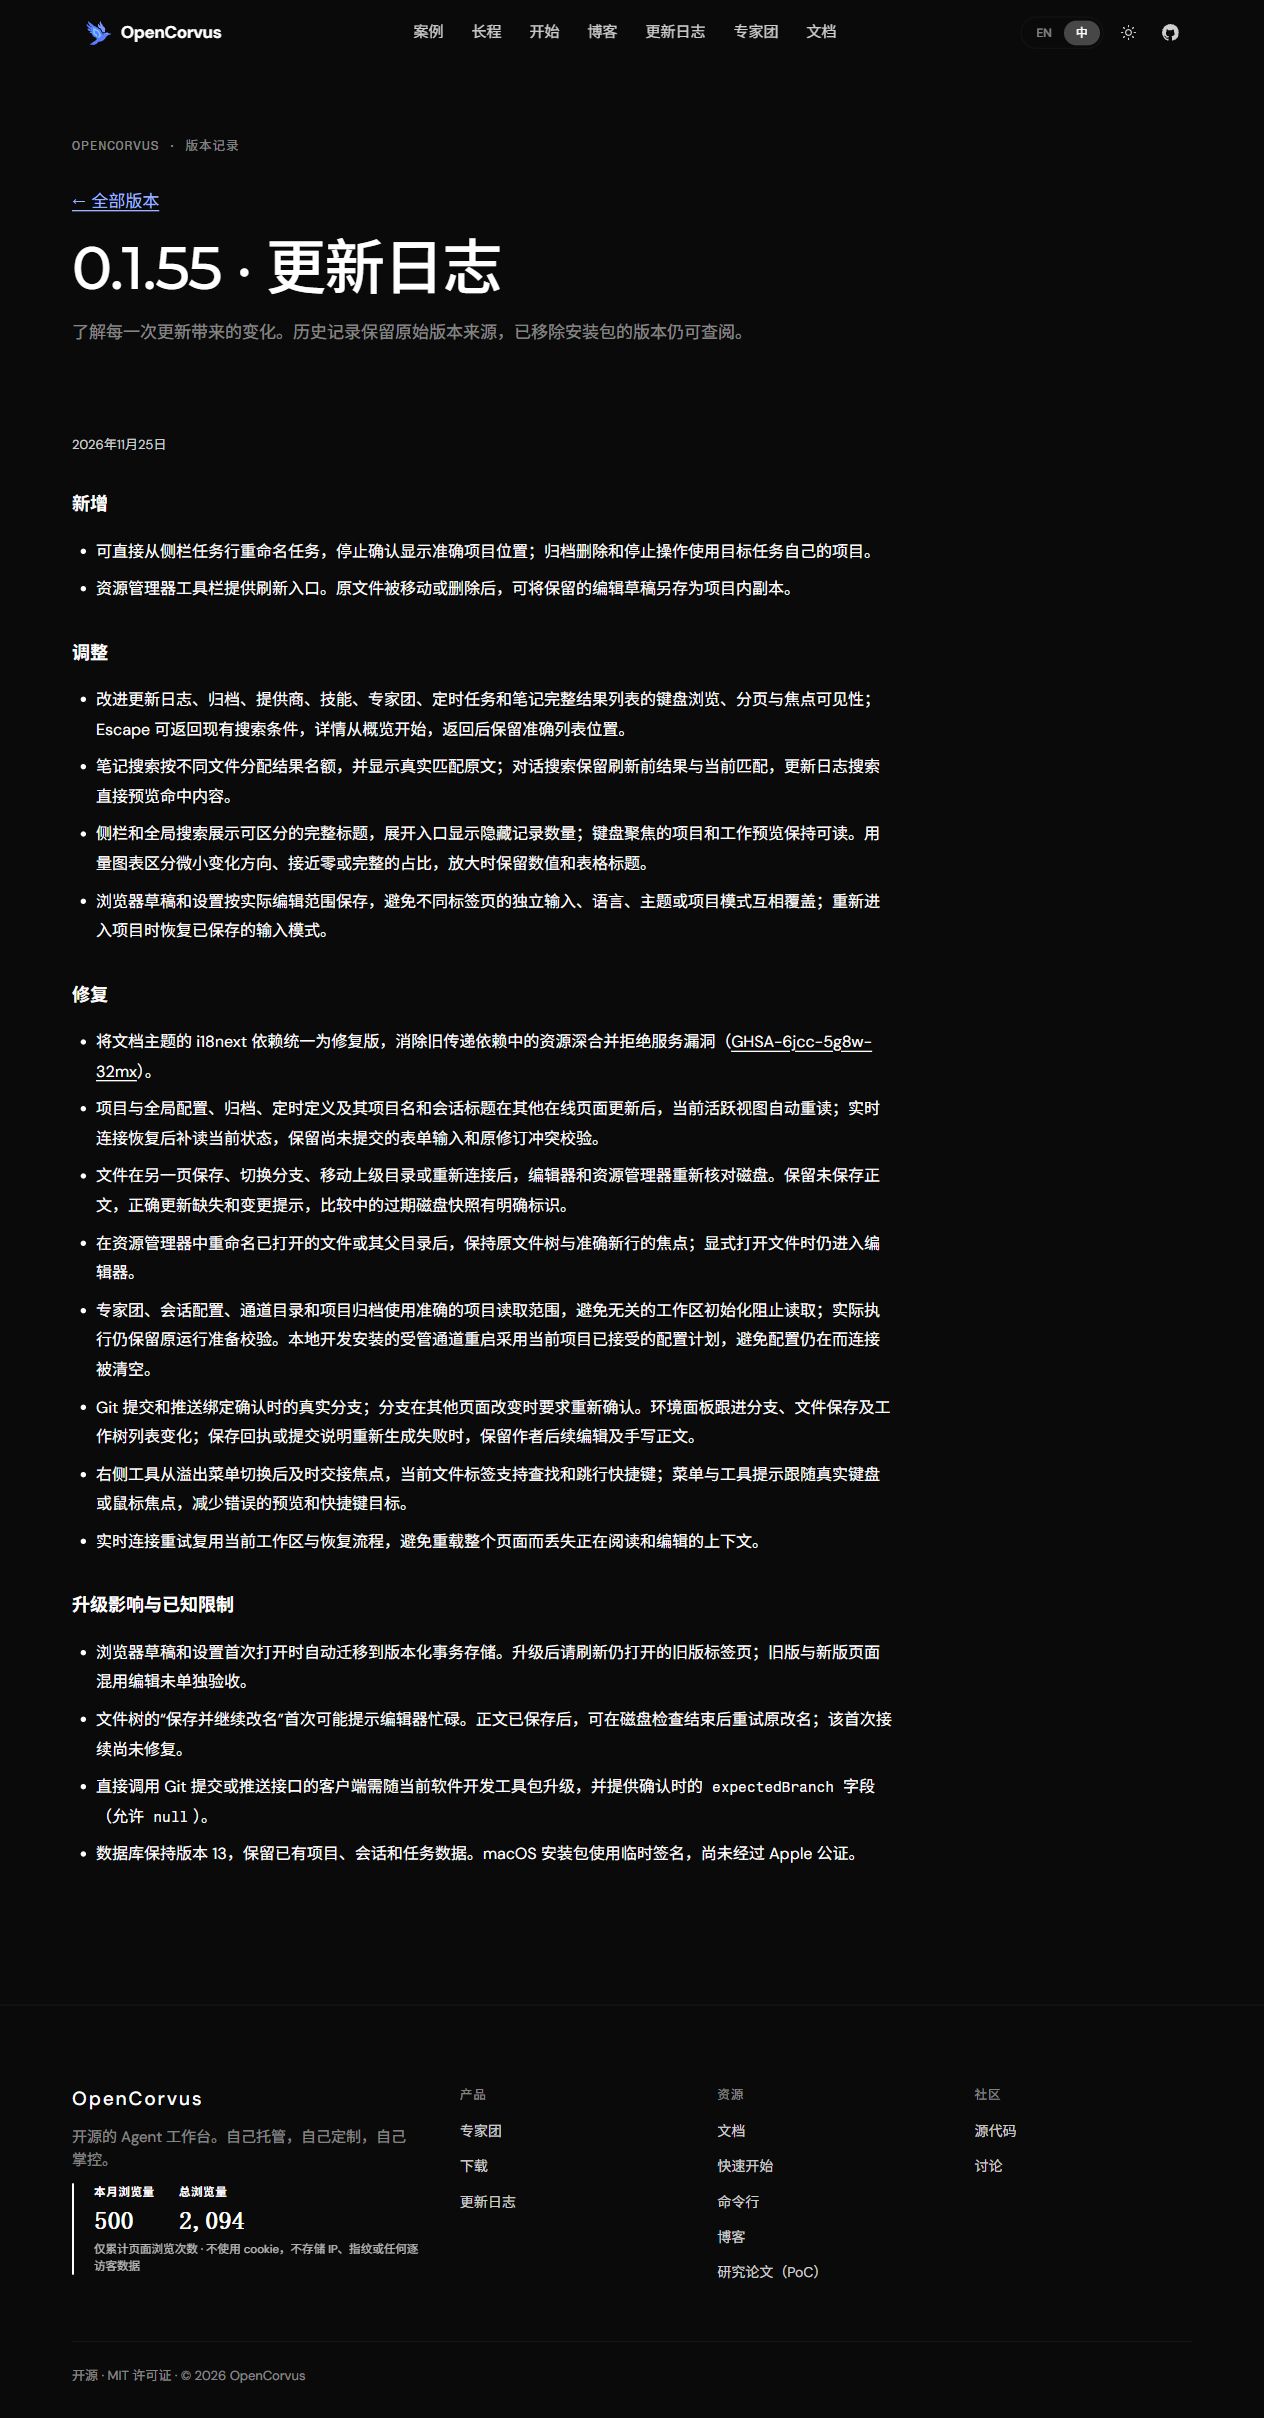 OpenCorvus
案例 长程 开始 博客 更新日志 专家团 文档
EN 中
OPENCORVUS · 版本记录
← 全部版本
0.1.55 · 更新日志
了解每一次更新带来的变化。历史记录保留原始版本来源，已移除安装包的版本仍可查阅。
2026年11月25日
新增
• 可直接从侧栏任务行重命名任务，停止确认显示准确项目位置；归档删除和停止操作使用目标任务自己的项目。
• 资源管理器工具栏提供刷新入口。原文件被移动或删除后，可将保留的编辑草稿另存为项目内副本。
调整
• 改进更新日志、归档、提供商、技能、专家团、定时任务和笔记完整结果列表的键盘浏览、分页与焦点可见性；
Escape 可返回现有搜索条件，详情从概览开始，返回后保留准确列表位置。
• 笔记搜索按不同文件分配结果名额，并显示真实匹配原文；对话搜索保留刷新前结果与当前匹配，更新日志搜索
直接预览命中内容。
• 侧栏和全局搜索展示可区分的完整标题，展开入口显示隐藏记录数量；键盘聚焦的项目和工作预览保持可读。用
量图表区分微小变化方向、接近零或完整的占比，放大时保留数值和表格标题。
• 浏览器草稿和设置按实际编辑范围保存，避免不同标签页的独立输入、语言、主题或项目模式互相覆盖；重新进
入项目时恢复已保存的输入模式。
修复
• 将文档主题的 i18next 依赖统一为修复版，消除旧传递依赖中的资源深合并拒绝服务漏洞（GHSA-6jcc-5g8w-
32mx）。
• 项目与全局配置、归档、定时定义及其项目名和会话标题在其他在线页面更新后，当前活跃视图自动重读；实时
连接恢复后补读当前状态，保留尚未提交的表单输入和原修订冲突校验。
• 文件在另一页保存、切换分支、移动上级目录或重新连接后，编辑器和资源管理器重新核对磁盘。保留未保存正
文，正确更新缺失和变更提示，比较中的过期磁盘快照有明确标识。
• 在资源管理器中重命名已打开的文件或其父目录后，保持原文件树与准确新行的焦点；显式打开文件时仍进入编
辑器。
• 专家团、会话配置、通道目录和项目归档使用准确的项目读取范围，避免无关的工作区初始化阻止读取；实际执
行仍保留原运行准备校验。本地开发安装的受管通道重启采用当前项目已接受的配置计划，避免配置仍在而连接
被清空。
• Git 提交和推送绑定确认时的真实分支；分支在其他页面改变时要求重新确认。环境面板跟进分支、文件保存及工
作树列表变化；保存回执或提交说明重新生成失败时，保留作者后续编辑及手写正文。
• 右侧工具从溢出菜单切换后及时交接焦点，当前文件标签支持查找和跳行快捷键；菜单与工具提示跟随真实键盘
或鼠标焦点，减少错误的预览和快捷键目标。
• 实时连接重试复用当前工作区与恢复流程，避免重载整个页面而丢失正在阅读和编辑的上下文。
升级影响与已知限制
• 浏览器草稿和设置首次打开时自动迁移到版本化事务存储。升级后请刷新仍打开的旧版标签页；旧版与新版页面
混用编辑未单独验收。
• 文件树的“保存并继续改名”首次可能提示编辑器忙碌。正文已保存后，可在磁盘检查结束后重试原改名；该首次接
续尚未修复。
• 直接调用 Git 提交或推送接口的客户端需随当前软件开发工具包升级，并提供确认时的 expectedBranch 字段
（允许 null）。
• 数据库保持版本 13，保留已有项目、会话和任务数据。macOS 安装包使用临时签名，尚未经过 Apple 公证。
OpenCorvus
开源的 Agent 工作台。自己托管，自己定制，自己
掌控。
本月浏览量 总浏览量
500 2,094
仅累计页面浏览次数 · 不使用 cookie，不存储 IP、指纹或任何逐
访客数据
产品
专家团
下载
更新日志
资源
文档
快速开始
命令行
博客
研究论文（PoC）
社区
源代码
讨论
开源 · MIT 许可证 · © 2026 OpenCorvus